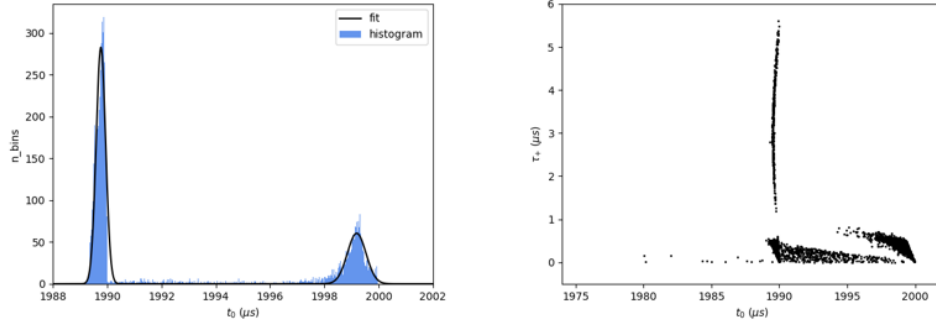 fit
histogram
n_bins
300
250
200
150
100
50
0
1988 1990 1992 1994 1996 1998 2000 2002
t₀ (μs)
τ₊ (μs)
6
5
4
3
2
1
0
1975 1980 1985 1990 1995 2000
t₀ (μs)